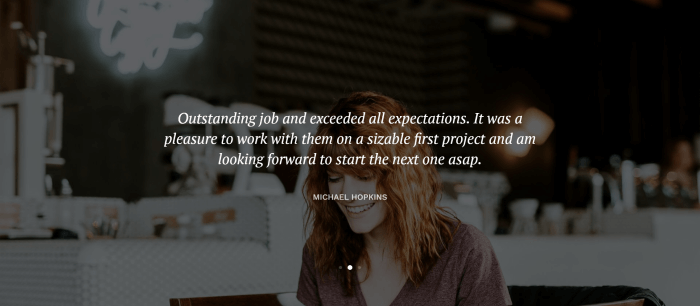 Outstanding job and exceeded all expectations. It was a
pleasure to work with them on a sizable first project and am
looking forward to start the next one asap.
MICHAEL HOPKINS